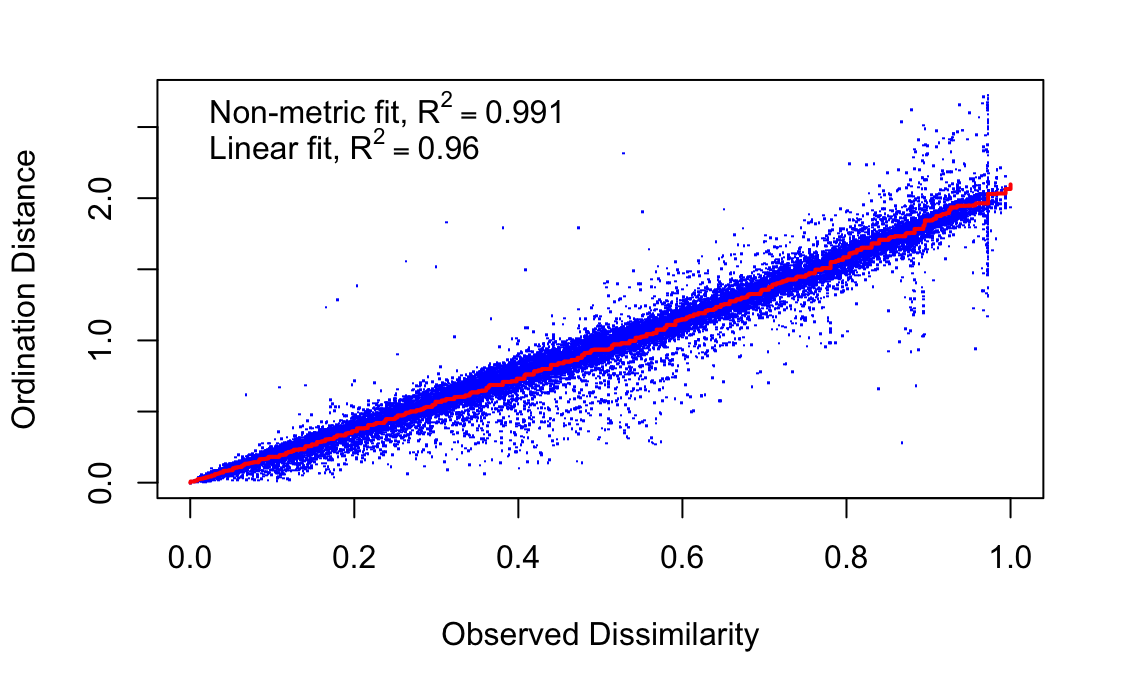 Non-metric fit, R² = 0.991
Linear fit, R² = 0.96
Ordination Distance
2.0
1.0
0.0
0.0 0.2 0.4 0.6 0.8 1.0
Observed Dissimilarity